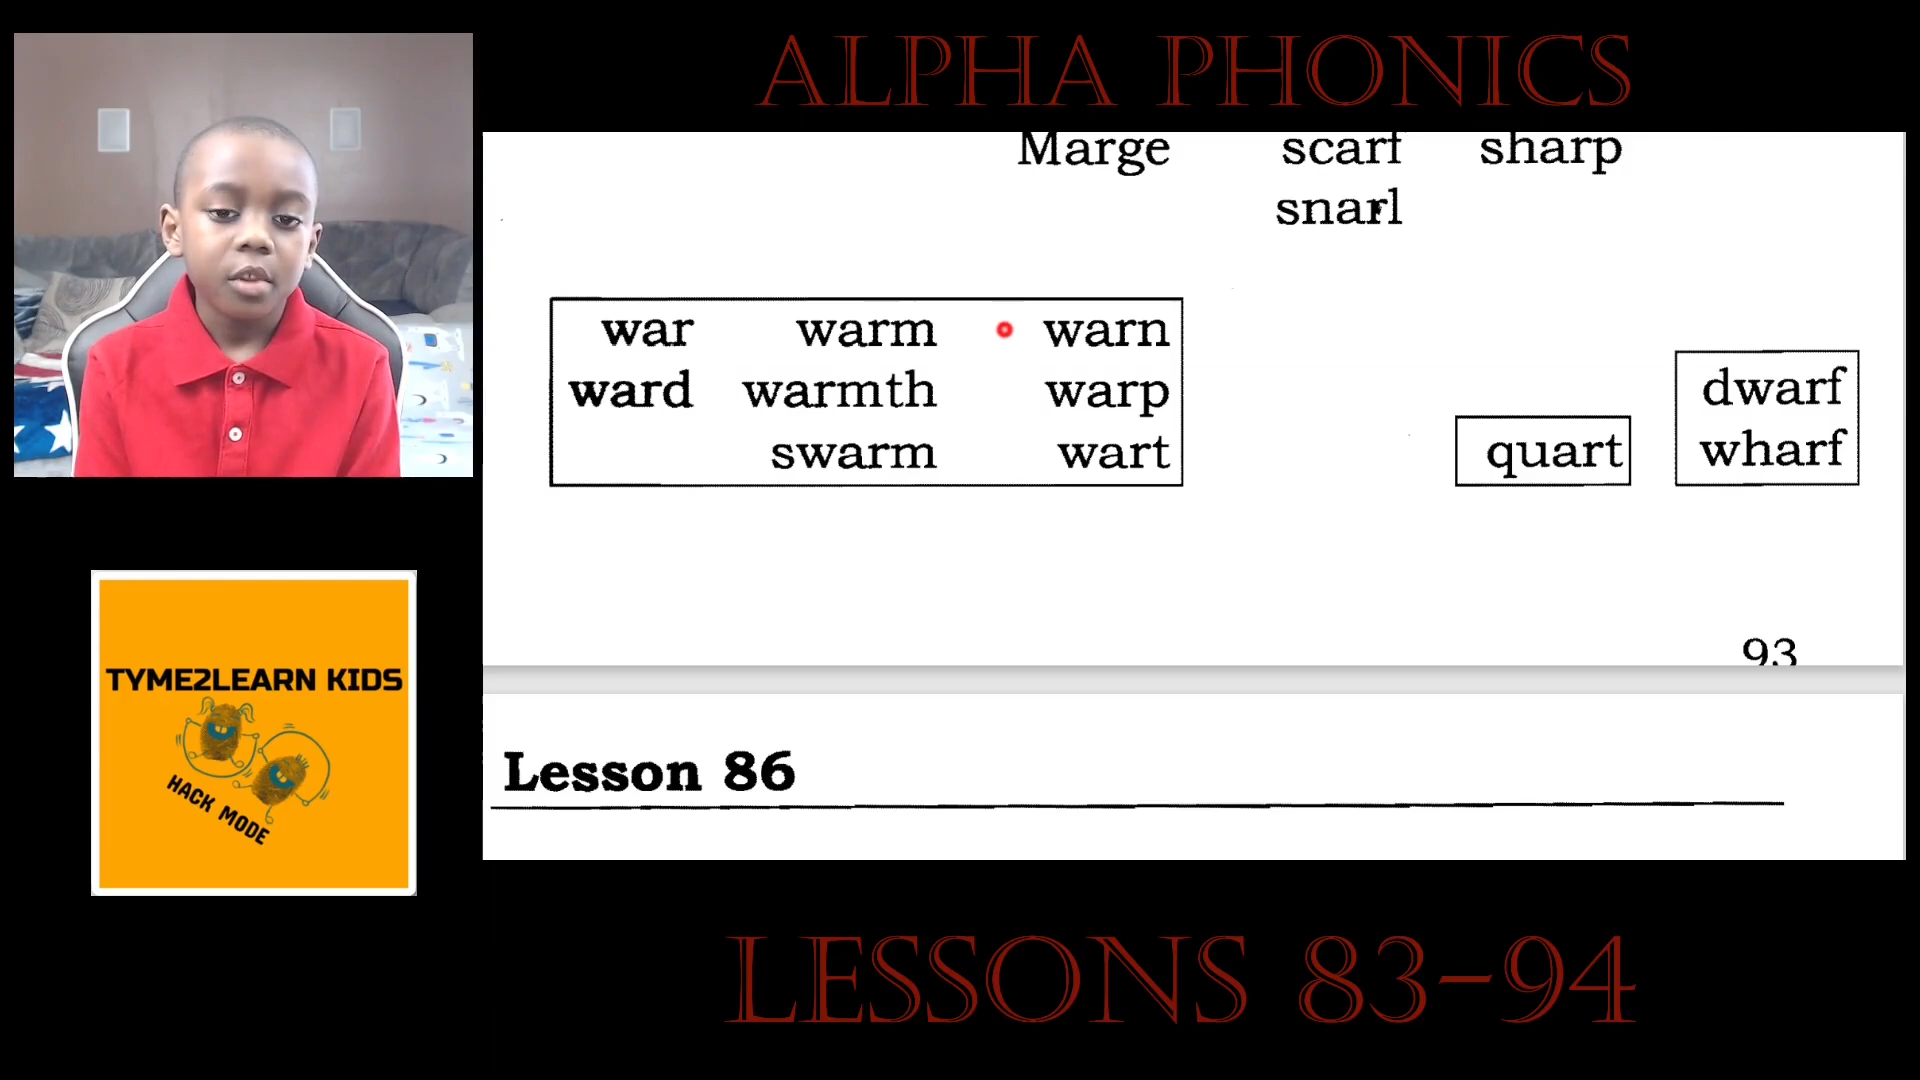 ALPHA PHONICS
Marge scarf sharp
snarl
war warm warn
ward warmth warp
swarm wart
quart
dwarf
wharf
93
Lesson 86
TYME2LEARN KIDS
HACK MODE
LESSONS 83-94